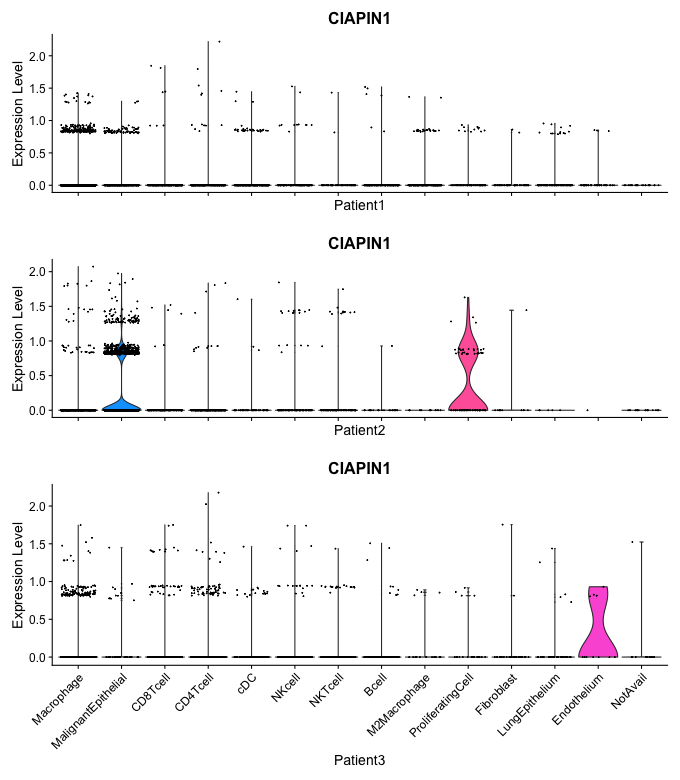 CIAPIN1
Expression Level
2.0
1.5
1.0
0.5
0.0
Patient1
CIAPIN1
Expression Level
2.0
1.5
1.0
0.5
0.0
Patient2
CIAPIN1
Expression Level
2.0
1.5
1.0
0.5
0.0
Macrophage
MalignantEpithelial
CD8Tcell
CD4Tcell
cDC
NKcell
NKTcell
Bcell
M2Macrophage
ProliferatingCell
Fibroblast
LungEpithelium
Endothelium
NotAvail
Patient3